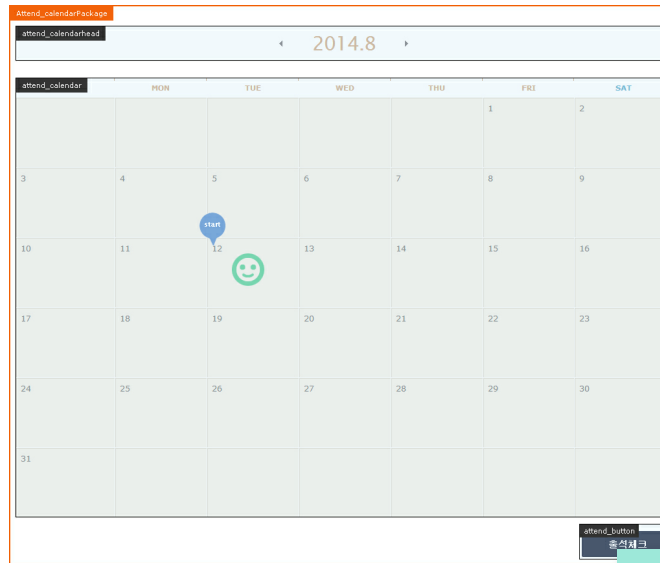 Attend_calendarPackage
attend_calendarhead
2014.8
attend_calendar
MON TUE WED THU FRI SAT
1 2
3 4 5 6 7 8 9
start
10 11 12 13 14 15 16
17 18 19 20 21 22 23
24 25 26 27 28 29 30
31
attend_button
출석체크